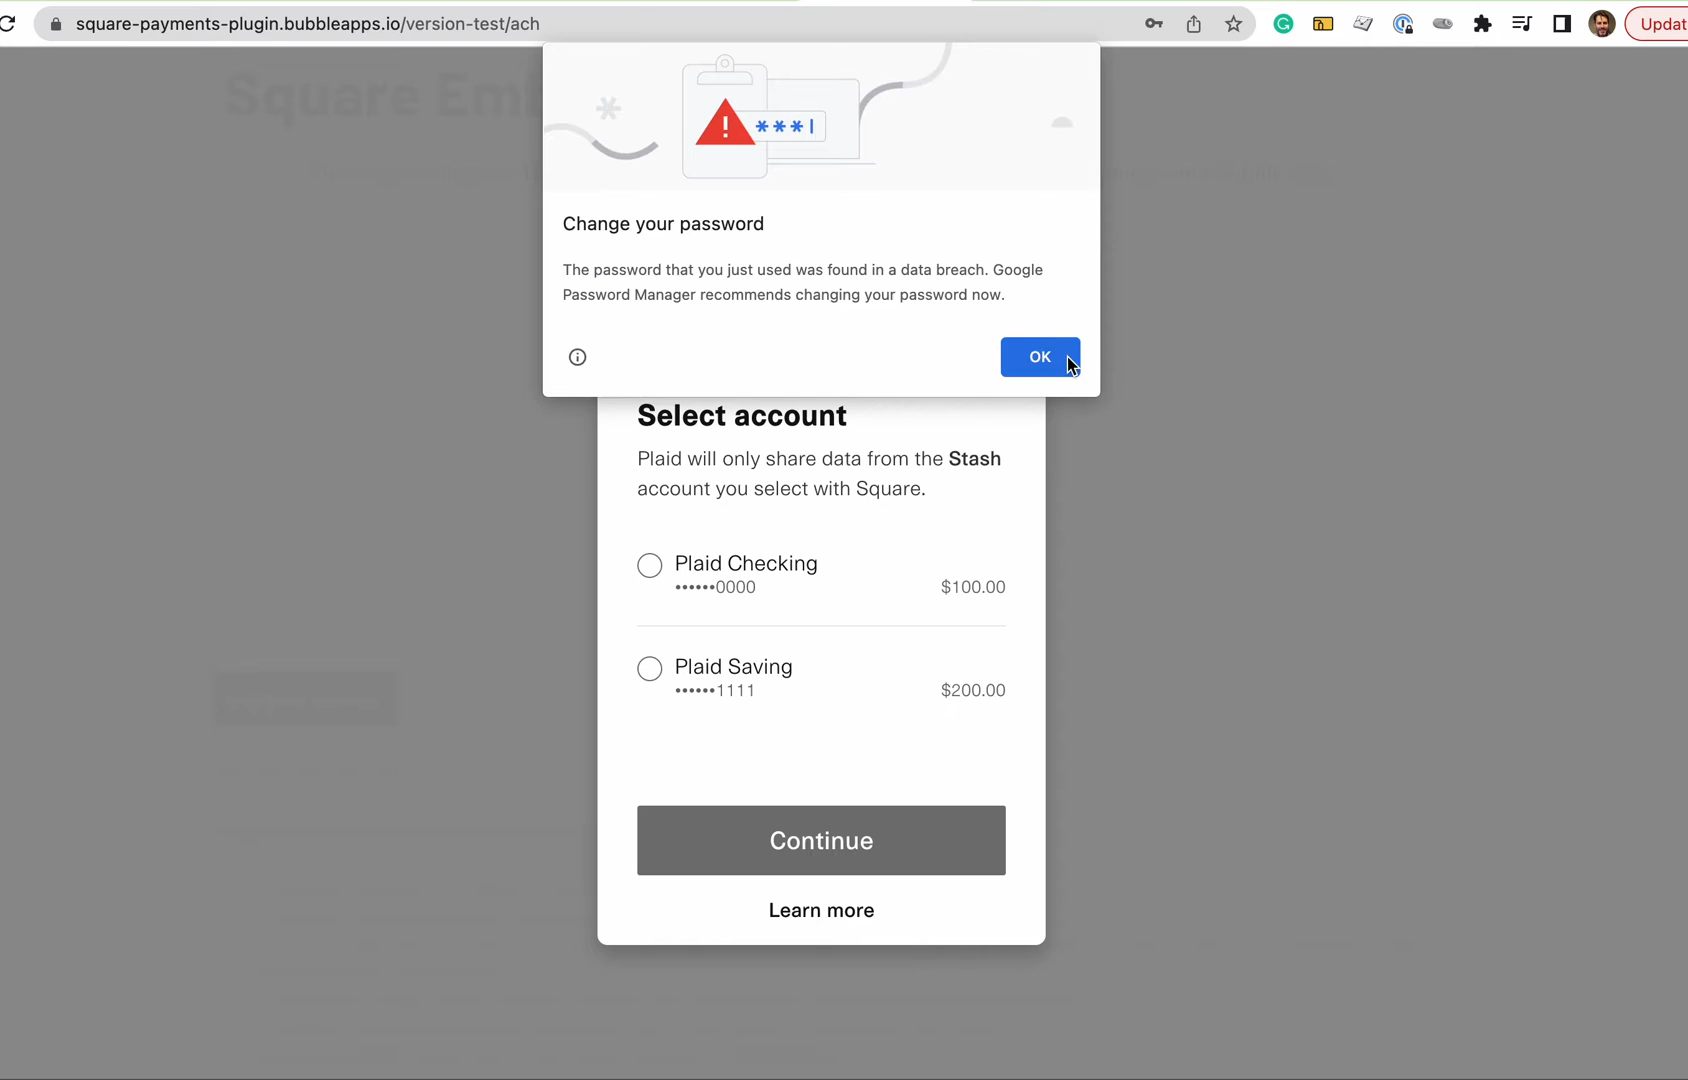 square-payments-plugin.bubbleapps.io/version-test/ach
Updat
Square Em
***|
Change your password
The password that you just used was found in a data breach. Google
Password Manager recommends changing your password now.
OK
Select account
Plaid will only share data from the Stash
account you select with Square.
Plaid Checking
••••••0000 $100.00
Plaid Saving
••••••1111 $200.00
Continue
Learn more